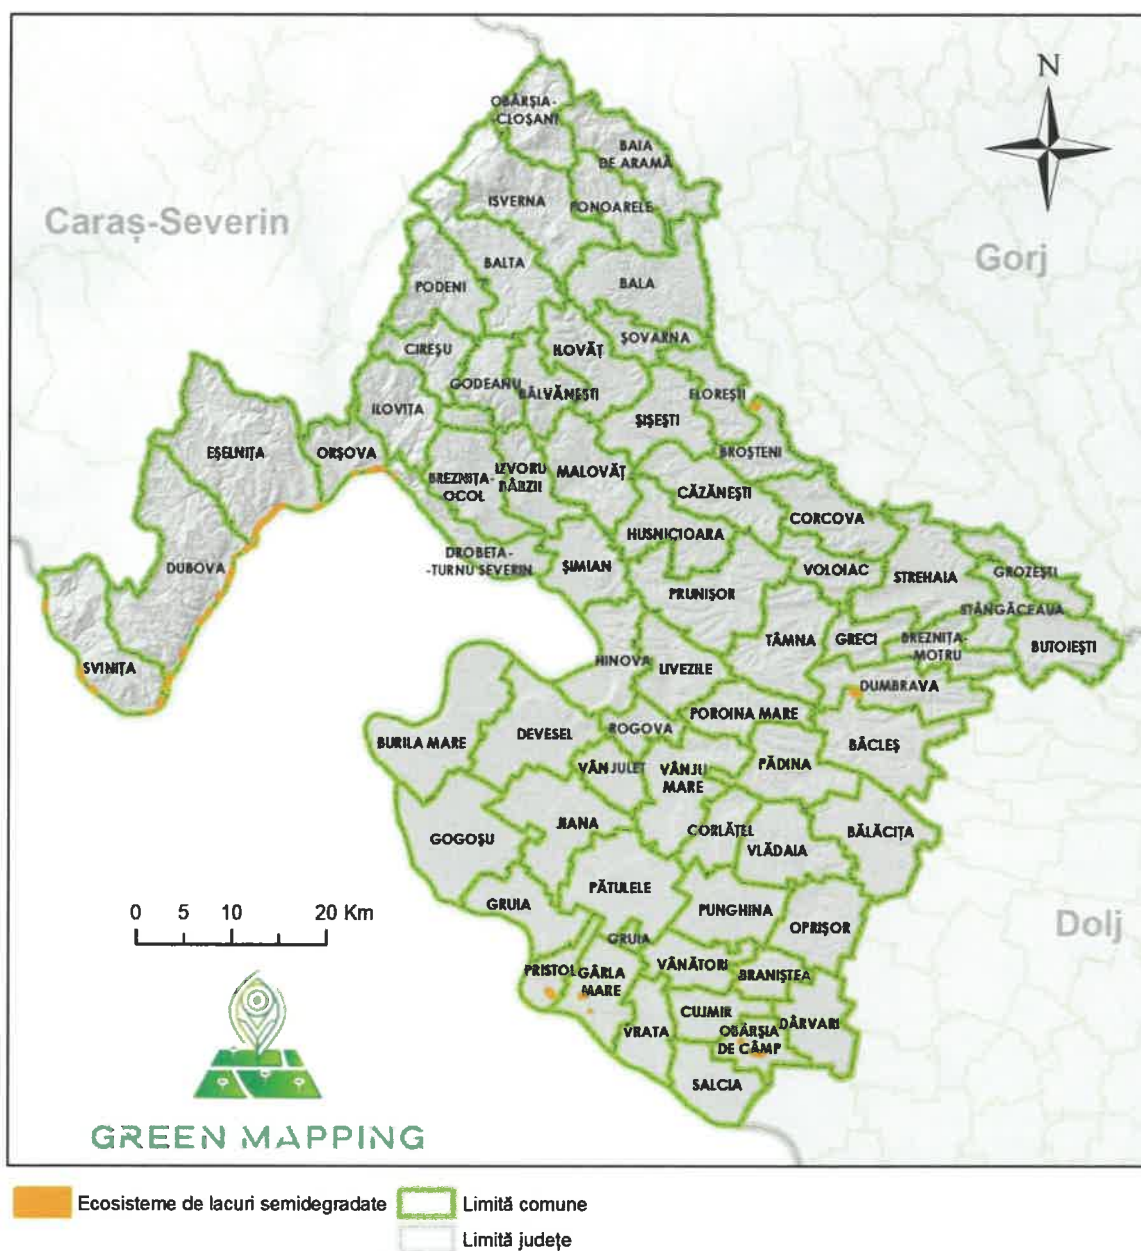 N
OBÂRȘIA-
-CLOȘANI
BAIA
DE ARAMĂ
ISVERNA
PONOARELE
Caraș-Severin
Gorj
BALTA
BALA
PODENI
ȘOVARNA
CIREȘU
ILOVĂȚ
GODEANU
BÂLVĂNEȘTI
FLOREȘTI
ILOVIȚA
ȘIȘEȘTI
EȘELNIȚA
ORȘOVA
BROȘTENI
BREZNIȚA-
-OCOL
IZVORU
BÂRZII
MALOVĂȚ
CĂZĂNEȘTI
CORCOVA
HUSNICIOARA
DROBETA-
-TURNU SEVERIN
ȘIMIAN
DUBOVA
VOLOIAC
STREHAIA
GROZEȘTI
PRUNIȘOR
STÂNGĂCEAUA
TÂMNA
GRECI
BREZNIȚA-
MOTRU
BUTOIEȘTI
SVINIȚA
HINOVA
LIVEZILE
DUMBRAVA
POROINA MARE
ROGOVA
DEVESEL
BURILA MARE
BÂCLEȘ
VÂNJULEȚ
VÂNJU
MARE
PĂDINA
JIANA
CORLĂȚEL
BĂLĂCIȚA
GOGOȘU
VLĂDAIA
PĂTULELE
GRUIA
PUNGHINA
OPRIȘOR
0 5 10 20 Km
Dolj
GRUIA
PRISTOL
GÂRLA
MARE
VÂNĂTORI
BRANIȘTEA
CUJMIR
DÂRVARI
VRATA
OBÂRȘIA
DE CÂMP
SALCIA
GREEN MAPPING
Ecosisteme de lacuri semidegradate
Limită comune
Limită județe